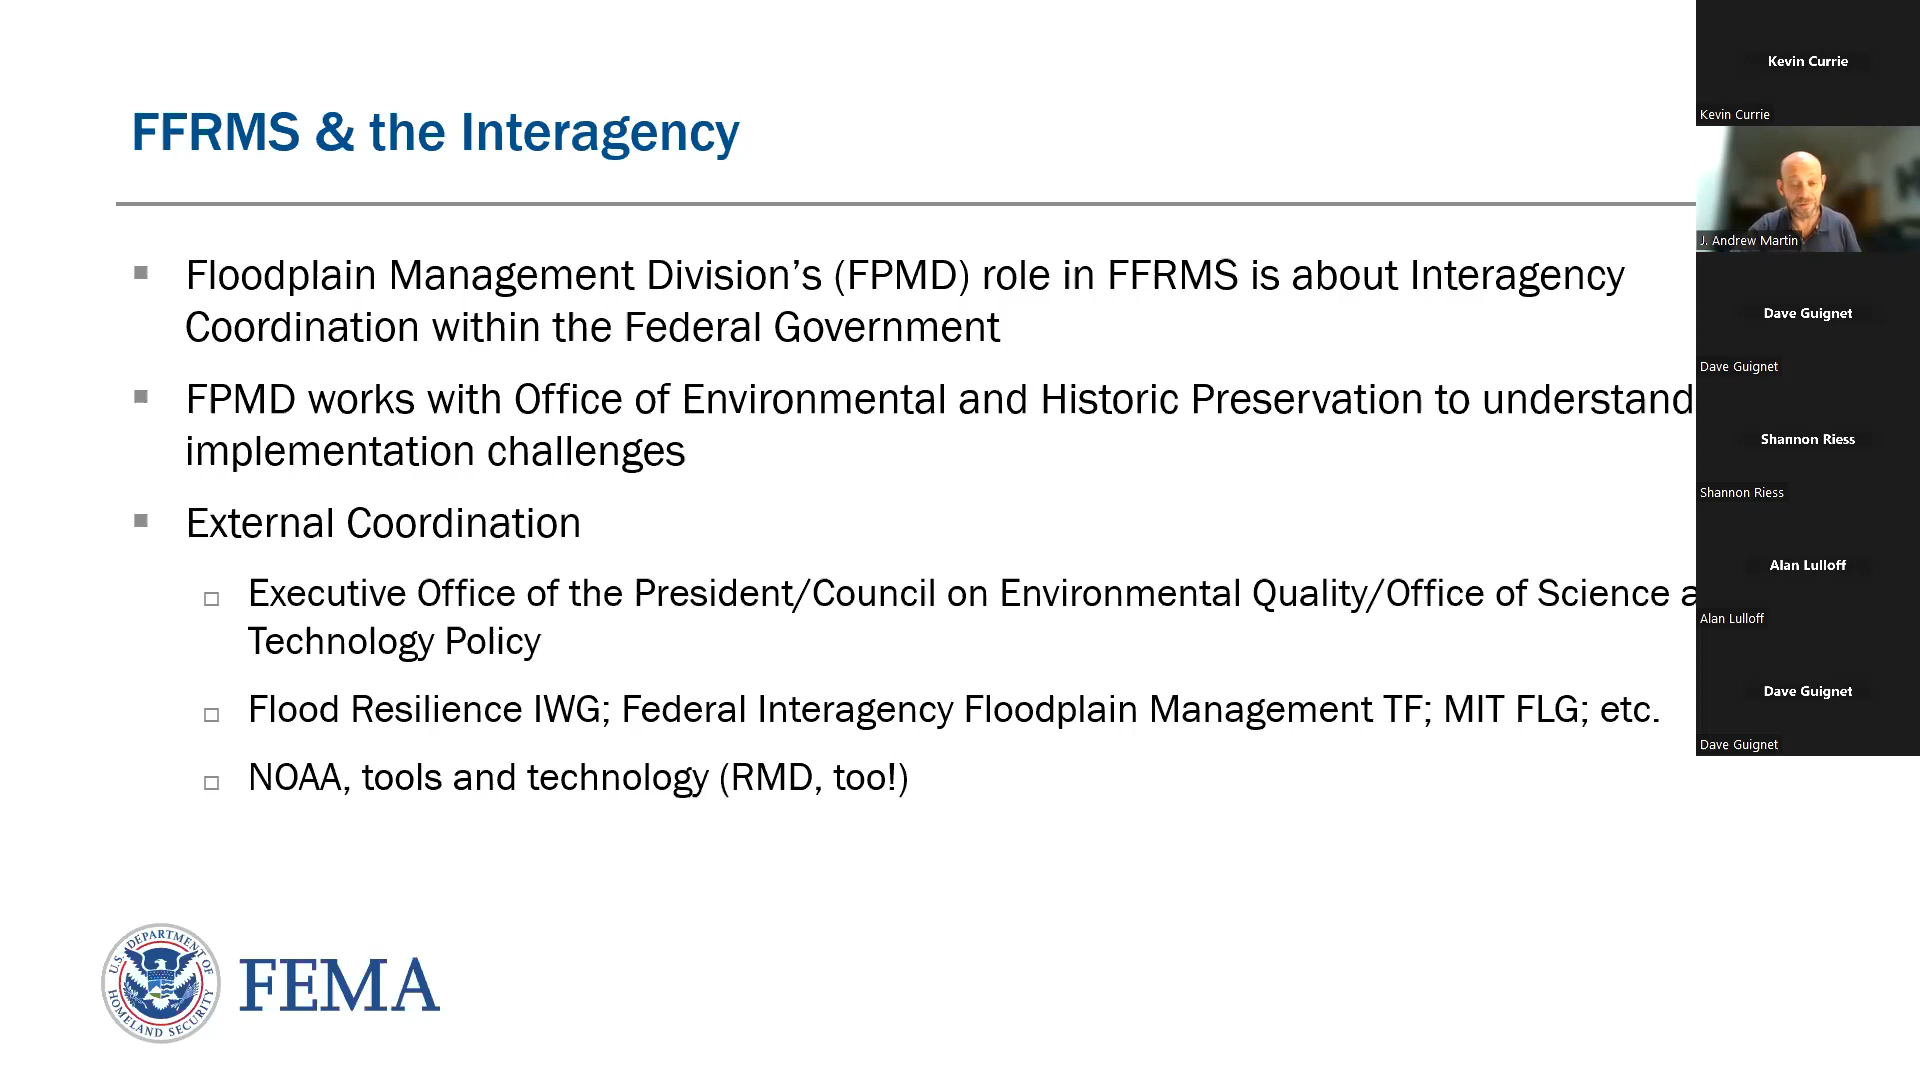 FFRMS & the Interagency
Floodplain Management Division’s (FPMD) role in FFRMS is about Interagency
Coordination within the Federal Government
FPMD works with Office of Environmental and Historic Preservation to understand
implementation challenges
External Coordination
Executive Office of the President/Council on Environmental Quality/Office of Science
Technology Policy
Flood Resilience IWG; Federal Interagency Floodplain Management TF; MIT FLG; etc.
NOAA, tools and technology (RMD, too!)
U.S. DEPARTMENT OF
HOMELAND SECURITY
FEMA
Kevin Currie
Kevin Currie
J. Andrew Martin
Dave Guignet
Dave Guignet
Shannon Riess
Shannon Riess
Alan Lulloff
Alan Lulloff
Dave Guignet
Dave Guignet